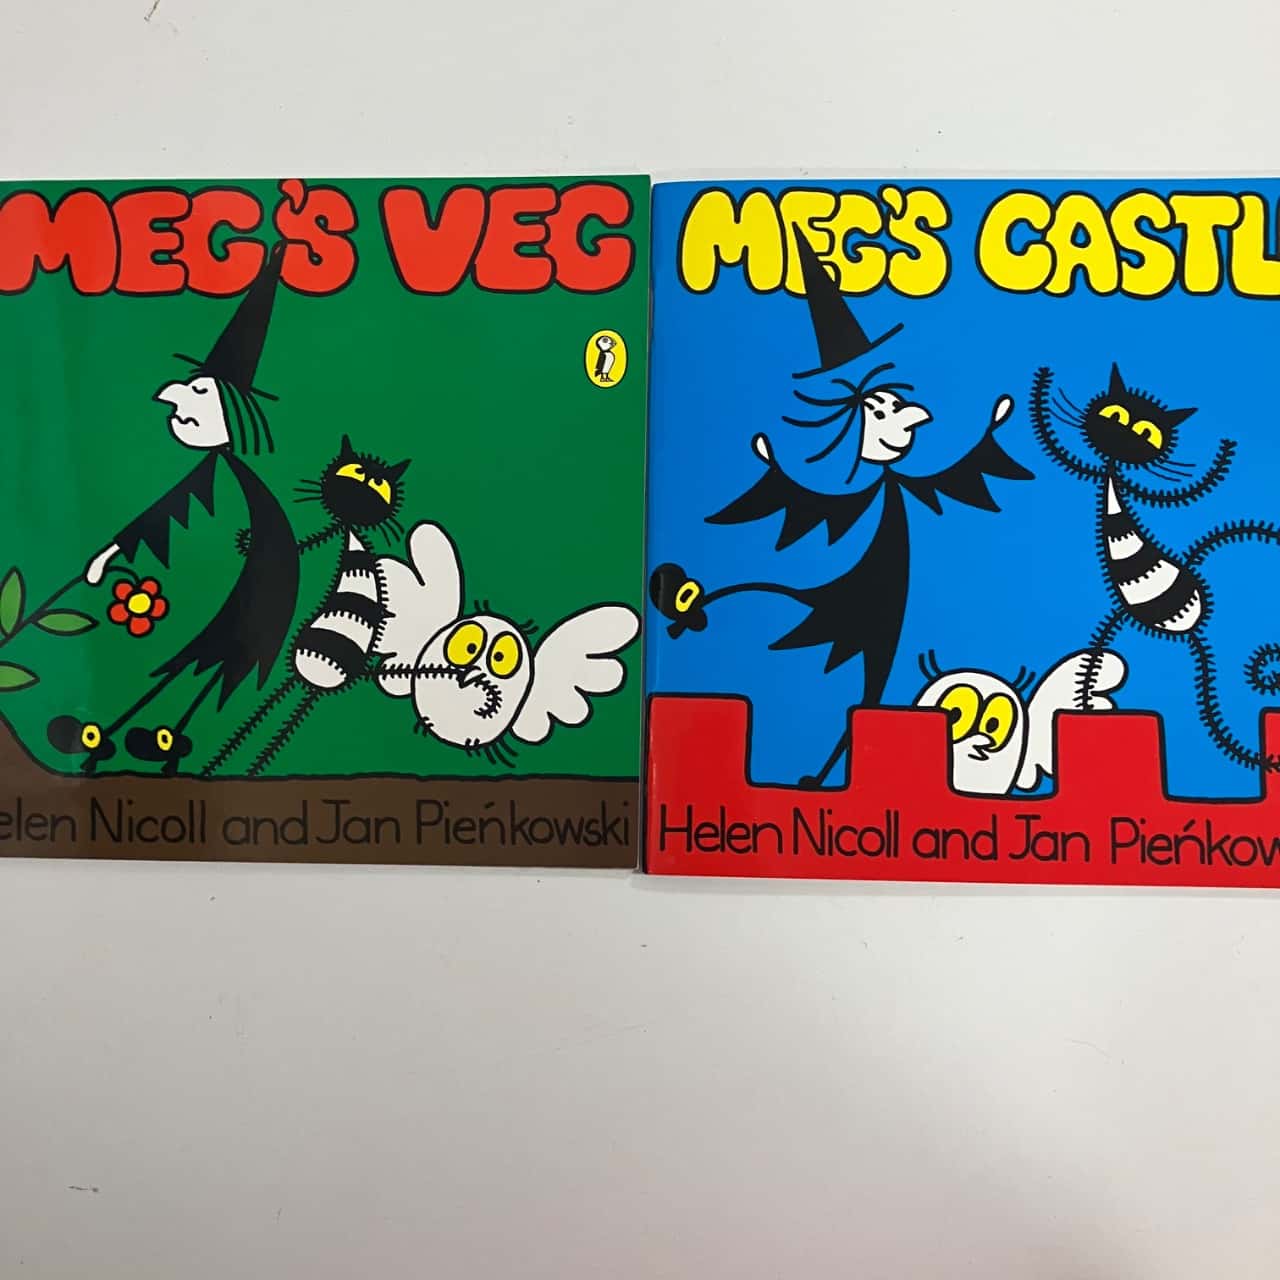 MEG'S VEG
elen Nicoll and Jan Pieńkowski
MEG'S CASTL
Helen Nicoll and Jan Pieńkow